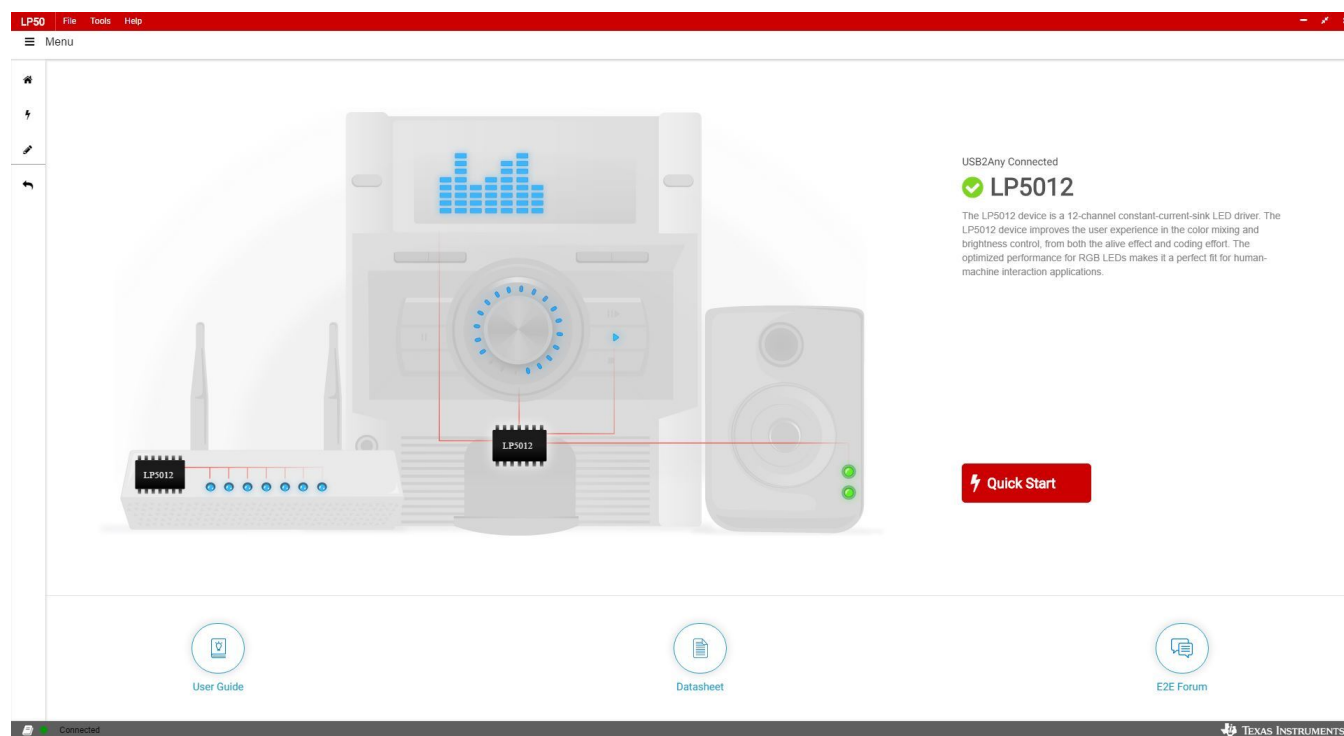 LP50 File Tools Help
Menu
USB2Any Connected
LP5012
The LP5012 device is a 12-channel constant-current-sink LED driver. The
LP5012 device improves the user experience in the color mixing and
brightness control, from both the alive effect and coding effort. The
optimized performance for RGB LEDs makes it a perfect fit for human-
machine interaction applications.
LP5012
LP5012
Quick Start
User Guide
Datasheet
E2E Forum
Connected
TEXAS INSTRUMENTS